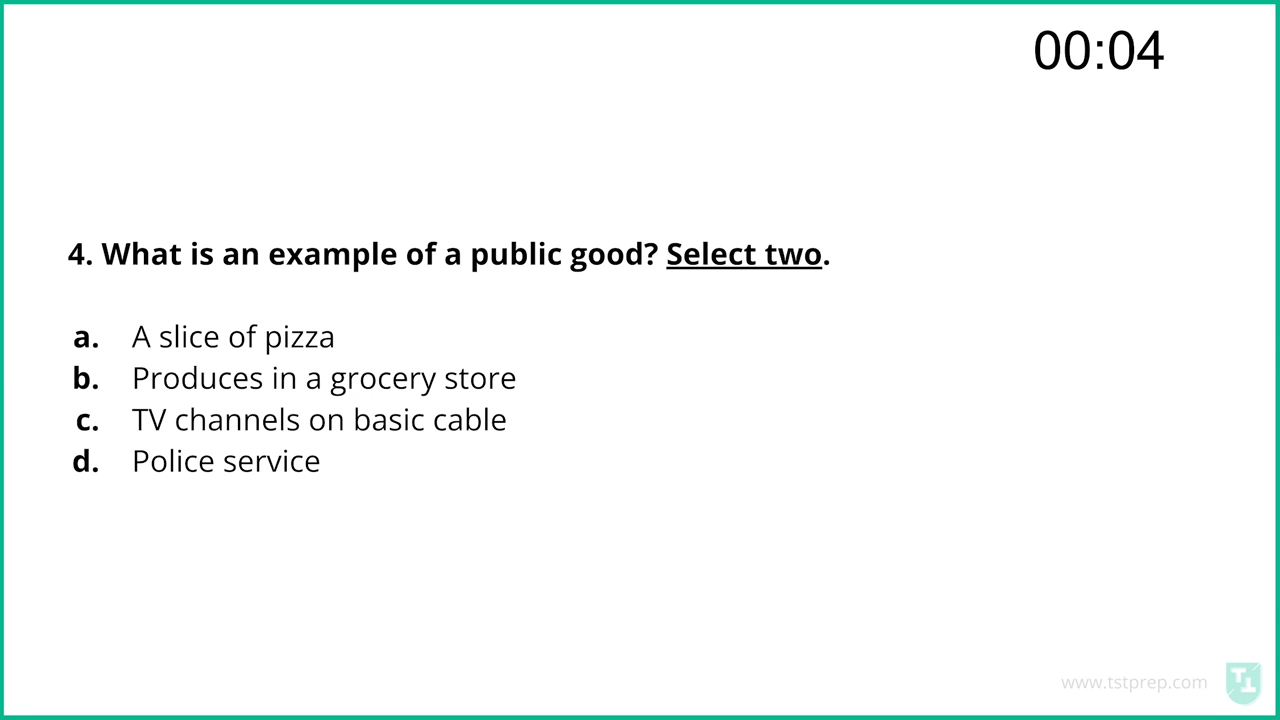 00:04
4. What is an example of a public good? Select two.
a. A slice of pizza
b. Produces in a grocery store
c. TV channels on basic cable
d. Police service
www.tstprep.com